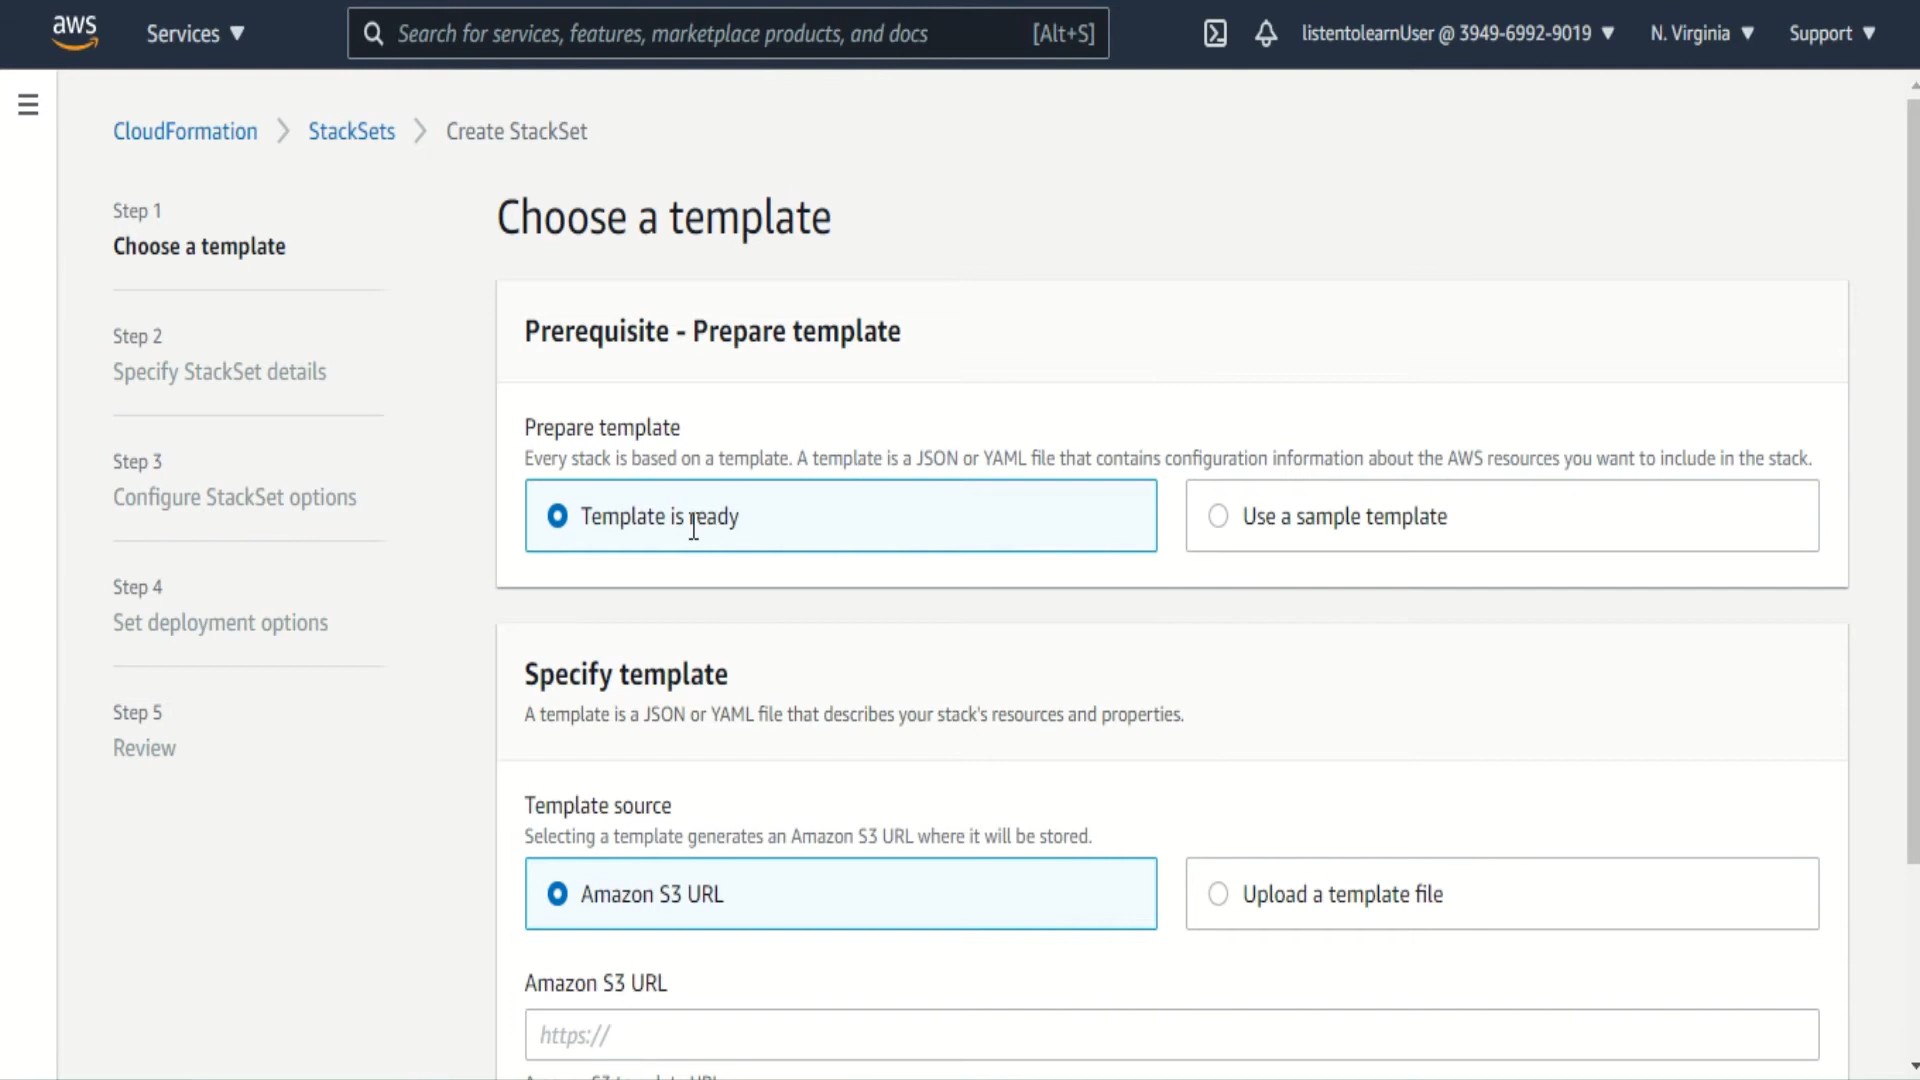 aws
Services ▼
Search for services, features, marketplace products, and docs
[Alt+S]
listentolearnUser @ 3949-6992-9019 ▼
N. Virginia ▼
Support ▼
CloudFormation
StackSets
Create StackSet
Step 1
Choose a template
Step 2
Specify StackSet details
Step 3
Configure StackSet options
Step 4
Set deployment options
Step 5
Review
Choose a template
Prerequisite - Prepare template
Prepare template
Every stack is based on a template. A template is a JSON or YAML file that contains configuration information about the AWS resources you want to include in the stack.
Template is ready
Use a sample template
Specify template
A template is a JSON or YAML file that describes your stack's resources and properties.
Template source
Selecting a template generates an Amazon S3 URL where it will be stored.
Amazon S3 URL
Upload a template file
Amazon S3 URL
https://